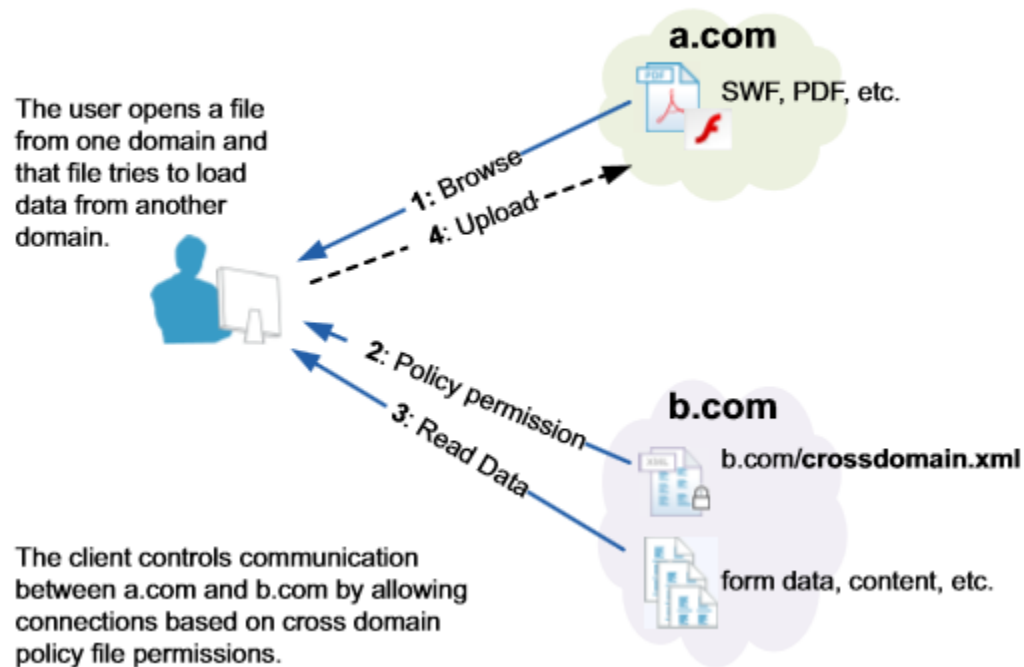 a.com
PDF
SWF, PDF, etc.
The user opens a file
from one domain and
that file tries to load
data from another
domain.
1: Browse
4: Upload
2: Policy permission
3: Read Data
b.com
XML
b.com/crossdomain.xml
form data, content, etc.
The client controls communication
between a.com and b.com by allowing
connections based on cross domain
policy file permissions.